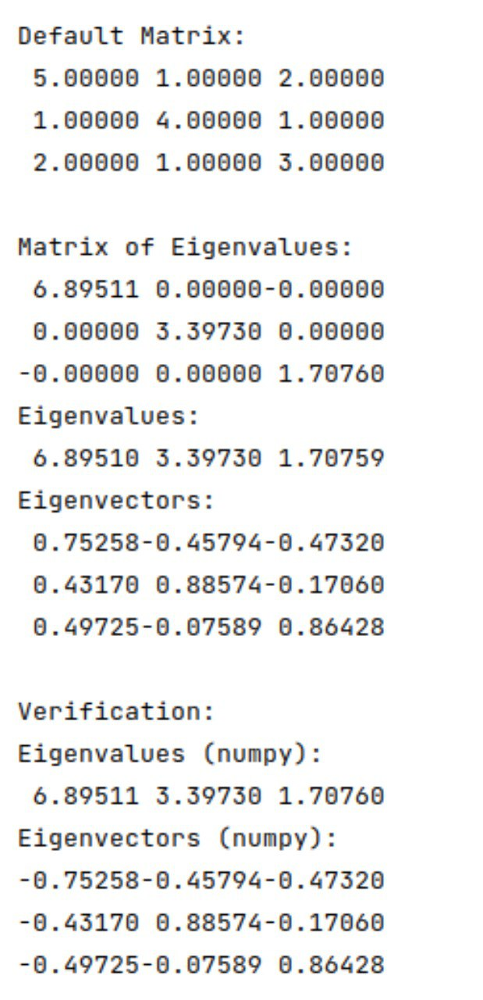 Default Matrix:
 5.00000 1.00000 2.00000
 1.00000 4.00000 1.00000
 2.00000 1.00000 3.00000

Matrix of Eigenvalues:
 6.89511 0.00000-0.00000
 0.00000 3.39730 0.00000
-0.00000 0.00000 1.70760
Eigenvalues:
 6.89510 3.39730 1.70759
Eigenvectors:
 0.75258-0.45794-0.47320
 0.43170 0.88574-0.17060
 0.49725-0.07589 0.86428

Verification:
Eigenvalues (numpy):
 6.89511 3.39730 1.70760
Eigenvectors (numpy):
-0.75258-0.45794-0.47320
-0.43170 0.88574-0.17060
-0.49725-0.07589 0.86428